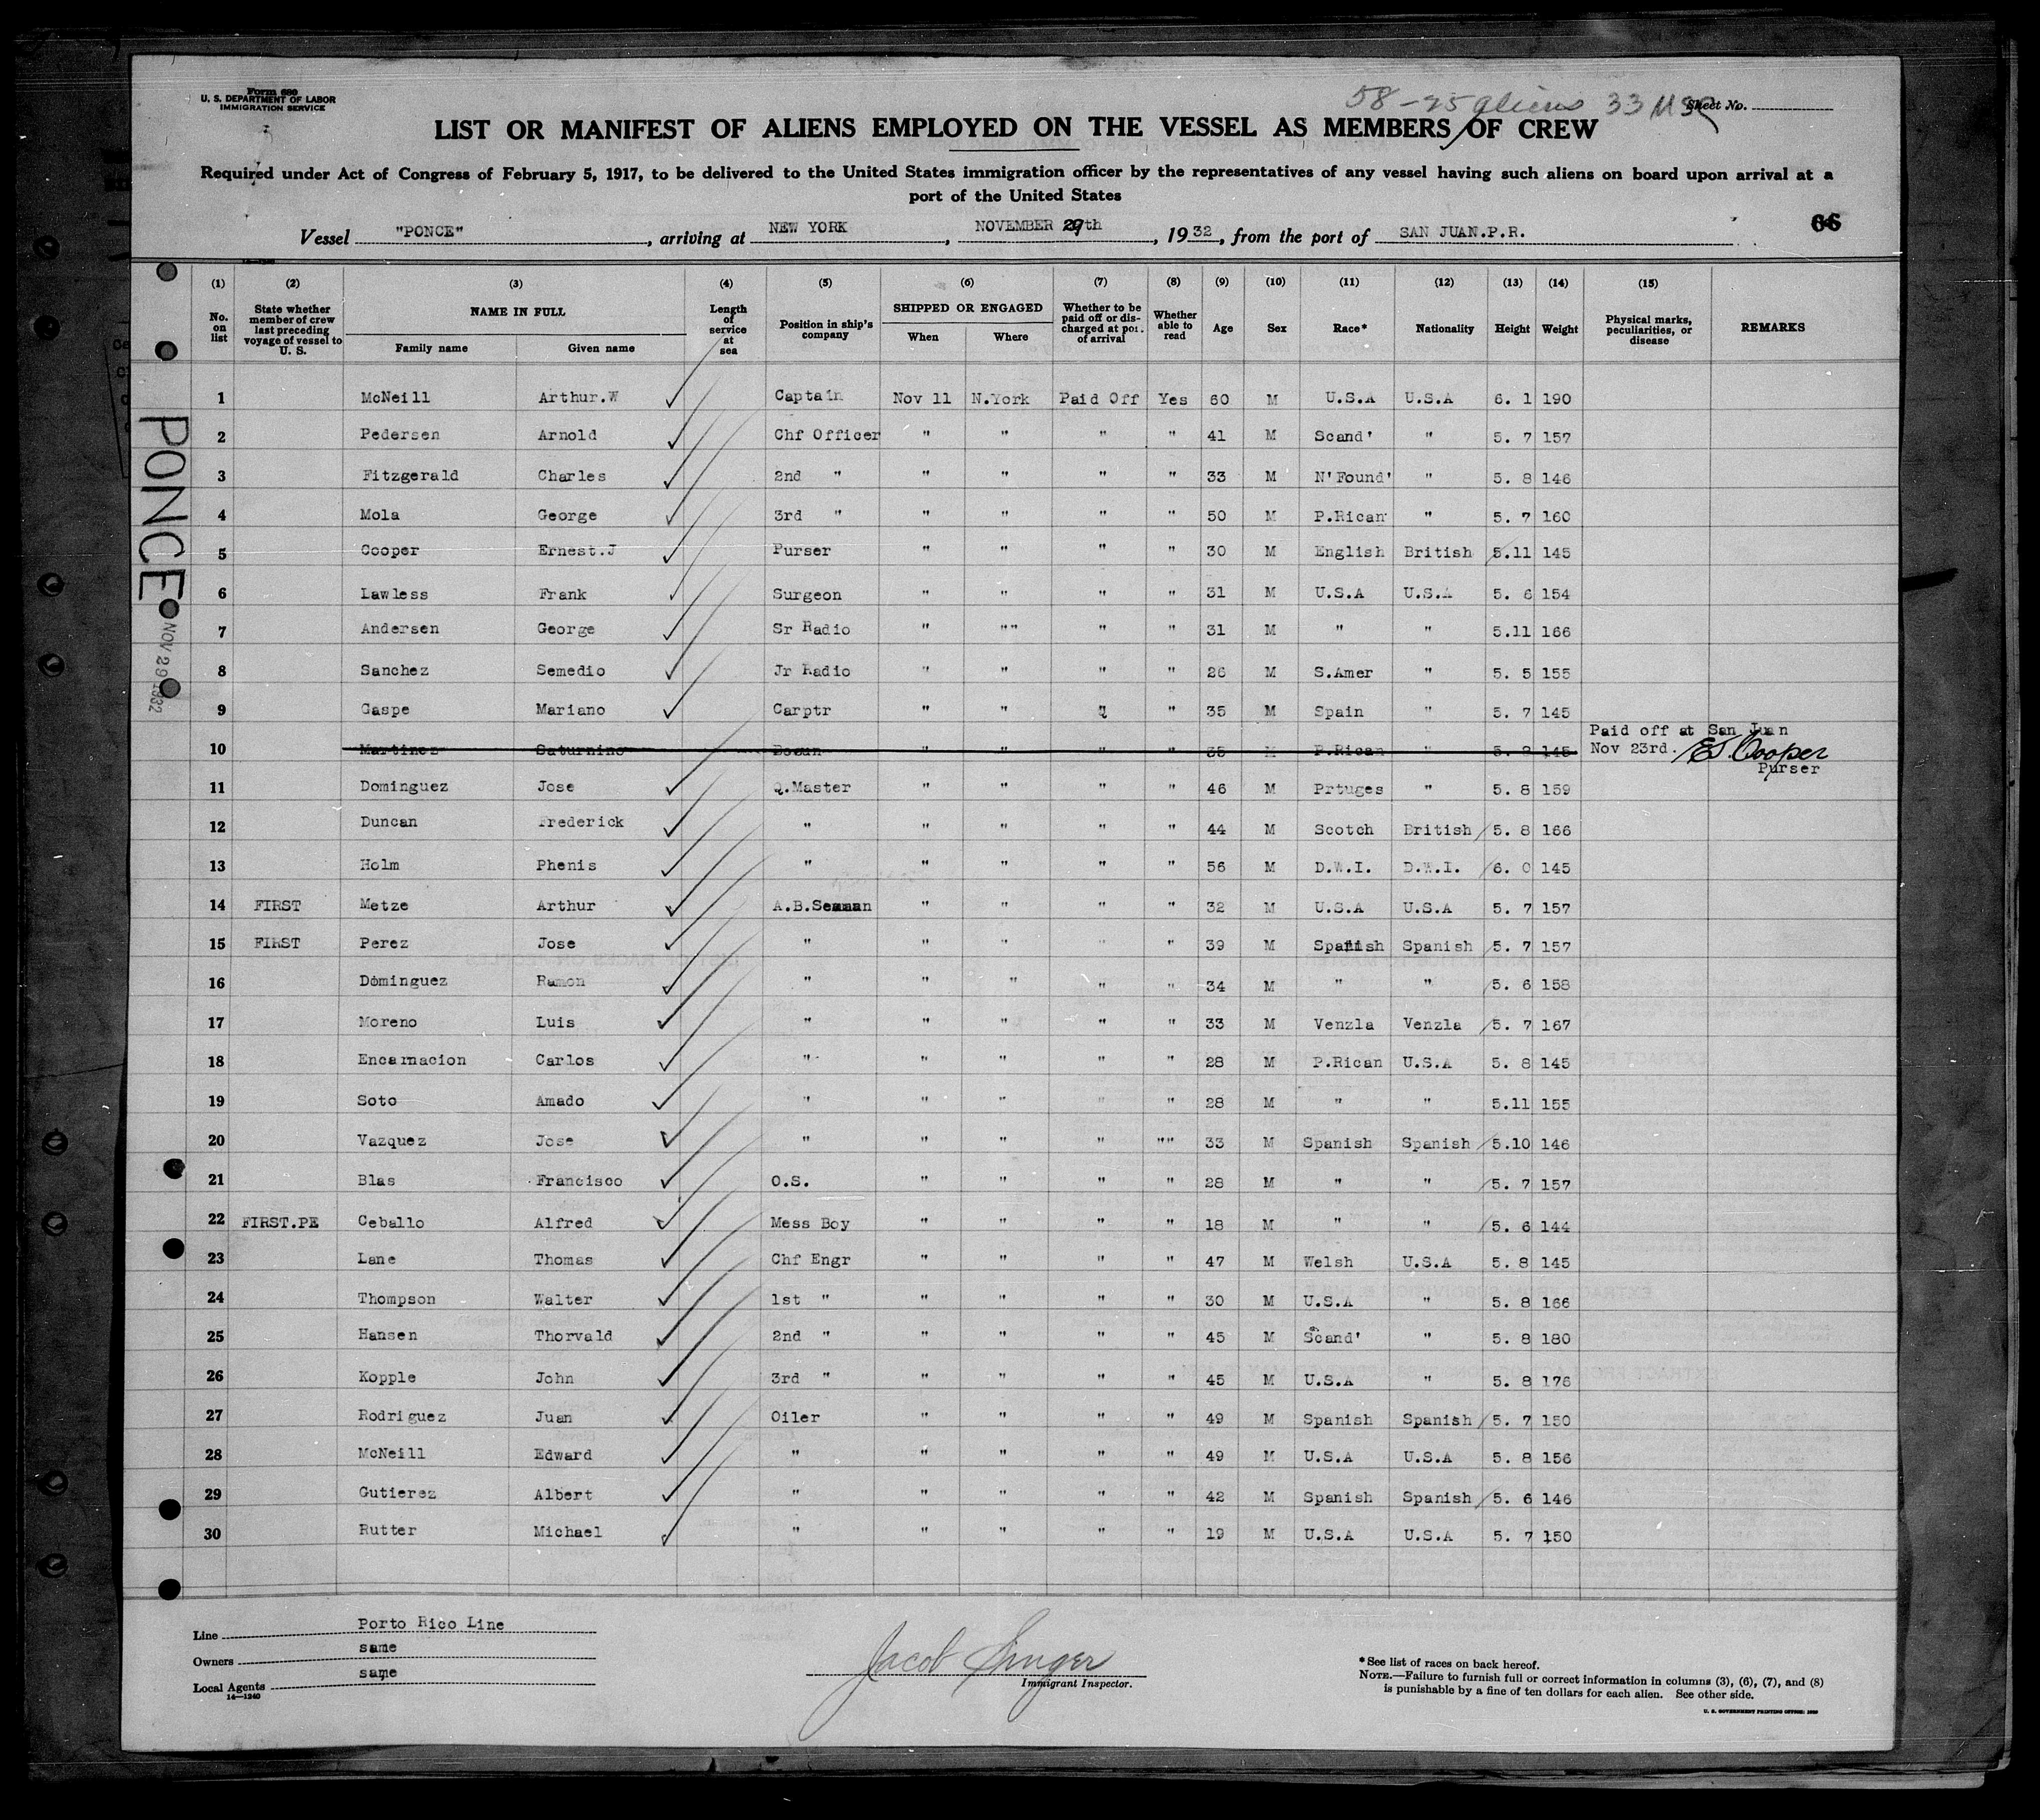 Form 680
U. S. DEPARTMENT OF LABOR
IMMIGRATION SERVICE
58 - 25 aliens 33 USC
Sheet No.
LIST OR MANIFEST OF ALIENS EMPLOYED ON THE VESSEL AS MEMBERS OF CREW
Required under Act of Congress of February 5, 1917, to be delivered to the United States immigration officer by the representatives of any vessel having such aliens on board upon arrival at a
port of the United States
66
Vessel "PONCE", arriving at NEW YORK, NOVEMBER 29th, 1932, from the port of SAN JUAN.P.R.
(1) (2) (3) (4) (5) (6) (7) (8) (9) (10) (11) (12) (13) (14) (15)
No. on list | State whether member of crew last preceding voyage of vessel to U. S. | NAME IN FULL Family name Given name | Length of service at sea | Position in ship's company | SHIPPED OR ENGAGED When Where | Whether to be paid off or discharged at port of arrival | Whether able to read | Age | Sex | Race* | Nationality | Height | Weight | Physical marks, peculiarities, or disease | REMARKS
1 McNeill Arthur.W Captain Nov 11 N.York Paid Off Yes 60 M U.S.A U.S.A 6. 1 190
2 Pedersen Arnold Chf Officer " " " " 41 M Scand' " 5. 7 157
3 Fitzgerald Charles 2nd " " " " " 33 M N'Found' " 5. 8 146
4 Mola George 3rd " " " " " 50 M P.Rican " 5. 7 160
5 Cooper Ernest.J Purser " " " " 30 M English British 5.11 145
6 Lawless Frank Surgeon " " " " 31 M U.S.A U.S.A 5. 6 154
7 Andersen George Sr Radio " "" " " 31 M " " 5.11 166
8 Sanchez Semedio Jr Radio " " " " 26 M S.Amer " 5. 5 155
9 Gaspe Mariano Carptr " " " 35 M Spain " 5. 7 145
10 Martinez Saturnino Bosun " " " " 35 M P.Rican " 5. 8 145 Paid off at San Juan
Nov 23rd. E.J. Cooper
Purser
11 Dominguez Jose Q.Master " " " " 46 M Prtuges " 5. 8 159
12 Duncan Frederick " " " " " 44 M Scotch British 5. 8 166
13 Holm Phenis " " " " " 56 M D.W.I. D.W.I. 6. 0 145
14 FIRST Metze Arthur A.B.Seaman " " " " 32 M U.S.A U.S.A 5. 7 157
15 FIRST Perez Jose " " " " " 39 M Spanish Spanish 5. 7 157
16 Dominguez Ramon " " " " " 34 M " " 5. 6 158
17 Moreno Luis " " " " " 33 M Venzla Venzla 5. 7 167
18 Encarnacion Carlos " " " " " 28 M P.Rican U.S.A 5. 8 145
19 Soto Amado " " " " " 28 M " " 5.11 155
20 Vazquez Jose " " " " "" 33 M Spanish Spanish 5.10 146
21 Blas Francisco O.S. " " " " 28 M " " 5. 7 157
22 FIRST.PE Ceballo Alfred Mess Boy " " " " 18 M " " 5. 6 144
23 Lane Thomas Chf Engr " " " " 47 M Welsh U.S.A 5. 8 145
24 Thompson Walter 1st " " " " " 30 M U.S.A " 5. 8 166
25 Hansen Thorvald 2nd " " " " " 45 M Scand' " 5. 8 180
26 Kopple John 3rd " " " " " 45 M U.S.A " 5. 8 176
27 Rodriguez Juan Oiler " " " " 49 M Spanish Spanish 5. 7 150
28 McNeill Edward " " " " " 49 M U.S.A U.S.A 5. 8 156
29 Gutierez Albert " " " " " 42 M Spanish Spanish 5. 6 146
30 Rutter Michael " " " " " 19 M U.S.A U.S.A 5. 7 150
PONCE
NOV 29 1932
Line Porto Rico Line
Owners same
Local Agents same
14—1240
Jacob Singer
Immigrant Inspector.
*See list of races on back hereof.
NOTE.—Failure to furnish full or correct information in columns (3), (6), (7), and (8)
is punishable by a fine of ten dollars for each alien. See other side.
U. S. GOVERNMENT PRINTING OFFICE: